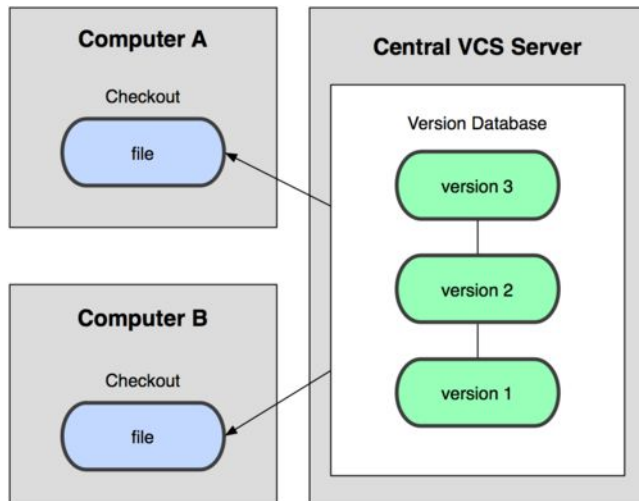 Computer A
Checkout
file
Computer B
Checkout
file
Central VCS Server
Version Database
version 3
version 2
version 1